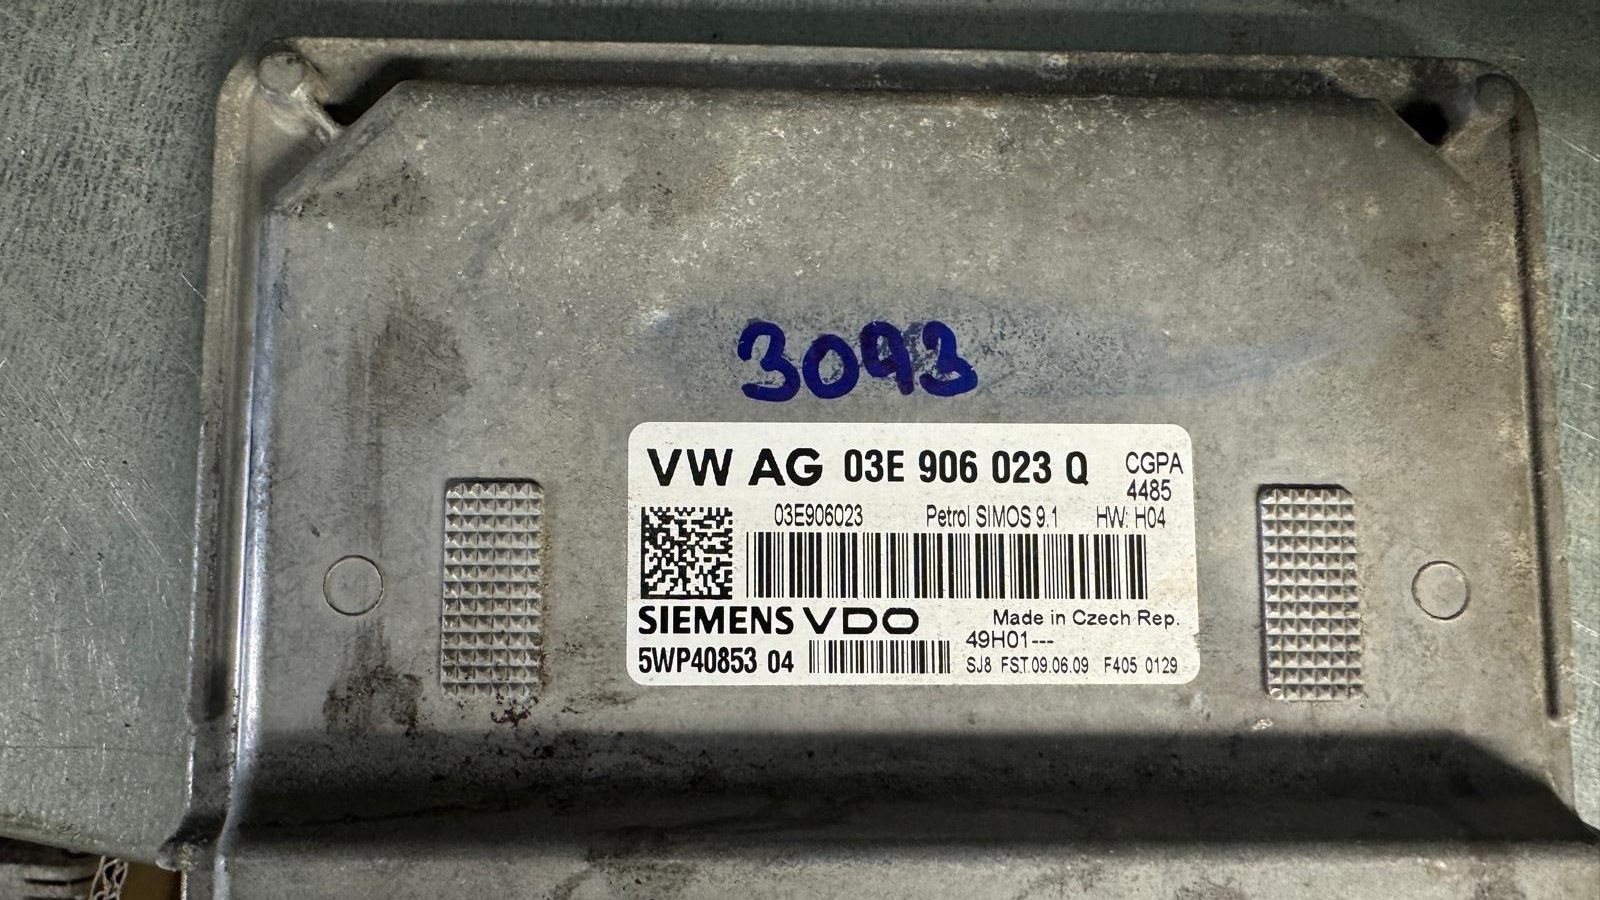 3093
VW AG 03E 906 023 Q CGPA
4485
03E906023 Petrol SIMOS 9.1 HW: H04
SIEMENS VDO Made in Czech Rep.
49H01---
5WP40853 04 SJ8 FST 09.06.09 F405 0129